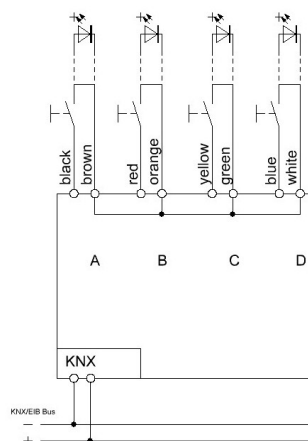 black
brown
red
orange
yellow
green
blue
white
A
B
C
D
KNX
KNX/EIB Bus
−
+